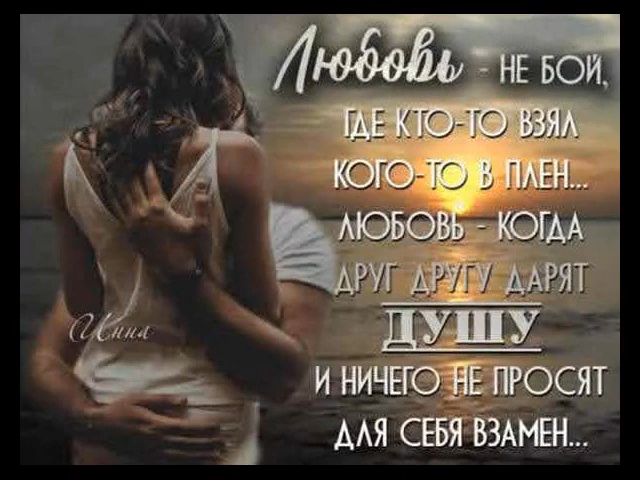 Любовь - НЕ БОЙ,
ГДЕ КТО-ТО ВЗЯЛ
КОГО-ТО В ПЛЕН...
ЛЮБОВЬ - КОГДА
ДРУГ ДРУГУ ДАРЯТ
ДУШУ
И НИЧЕГО НЕ ПРОСЯТ
ДЛЯ СЕБЯ ВЗАМЕН...
Инна